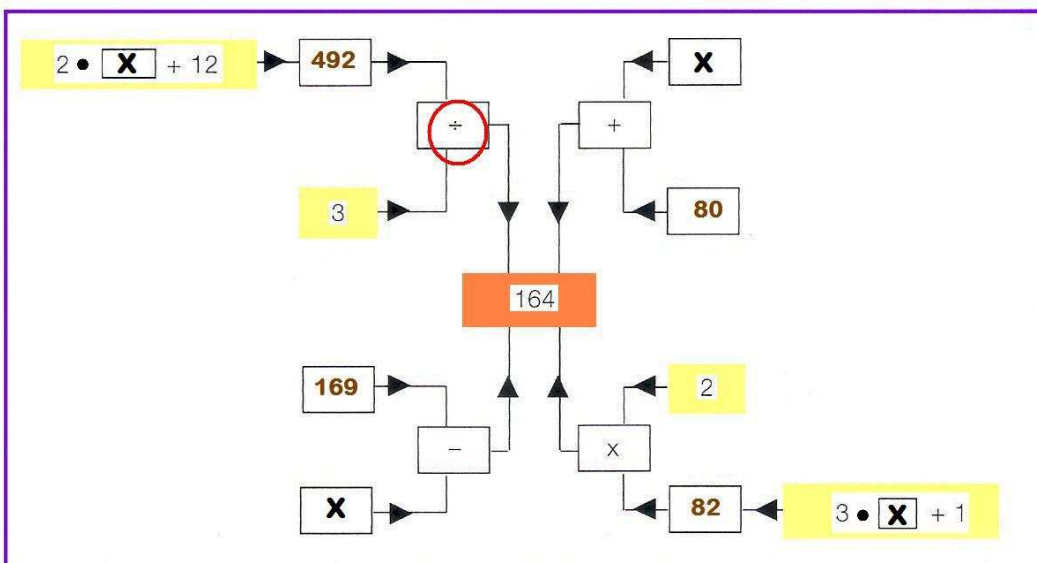 2 • X + 12 492 X
÷ +
3 80
164
169 2
− x
X 82 3 • X + 1